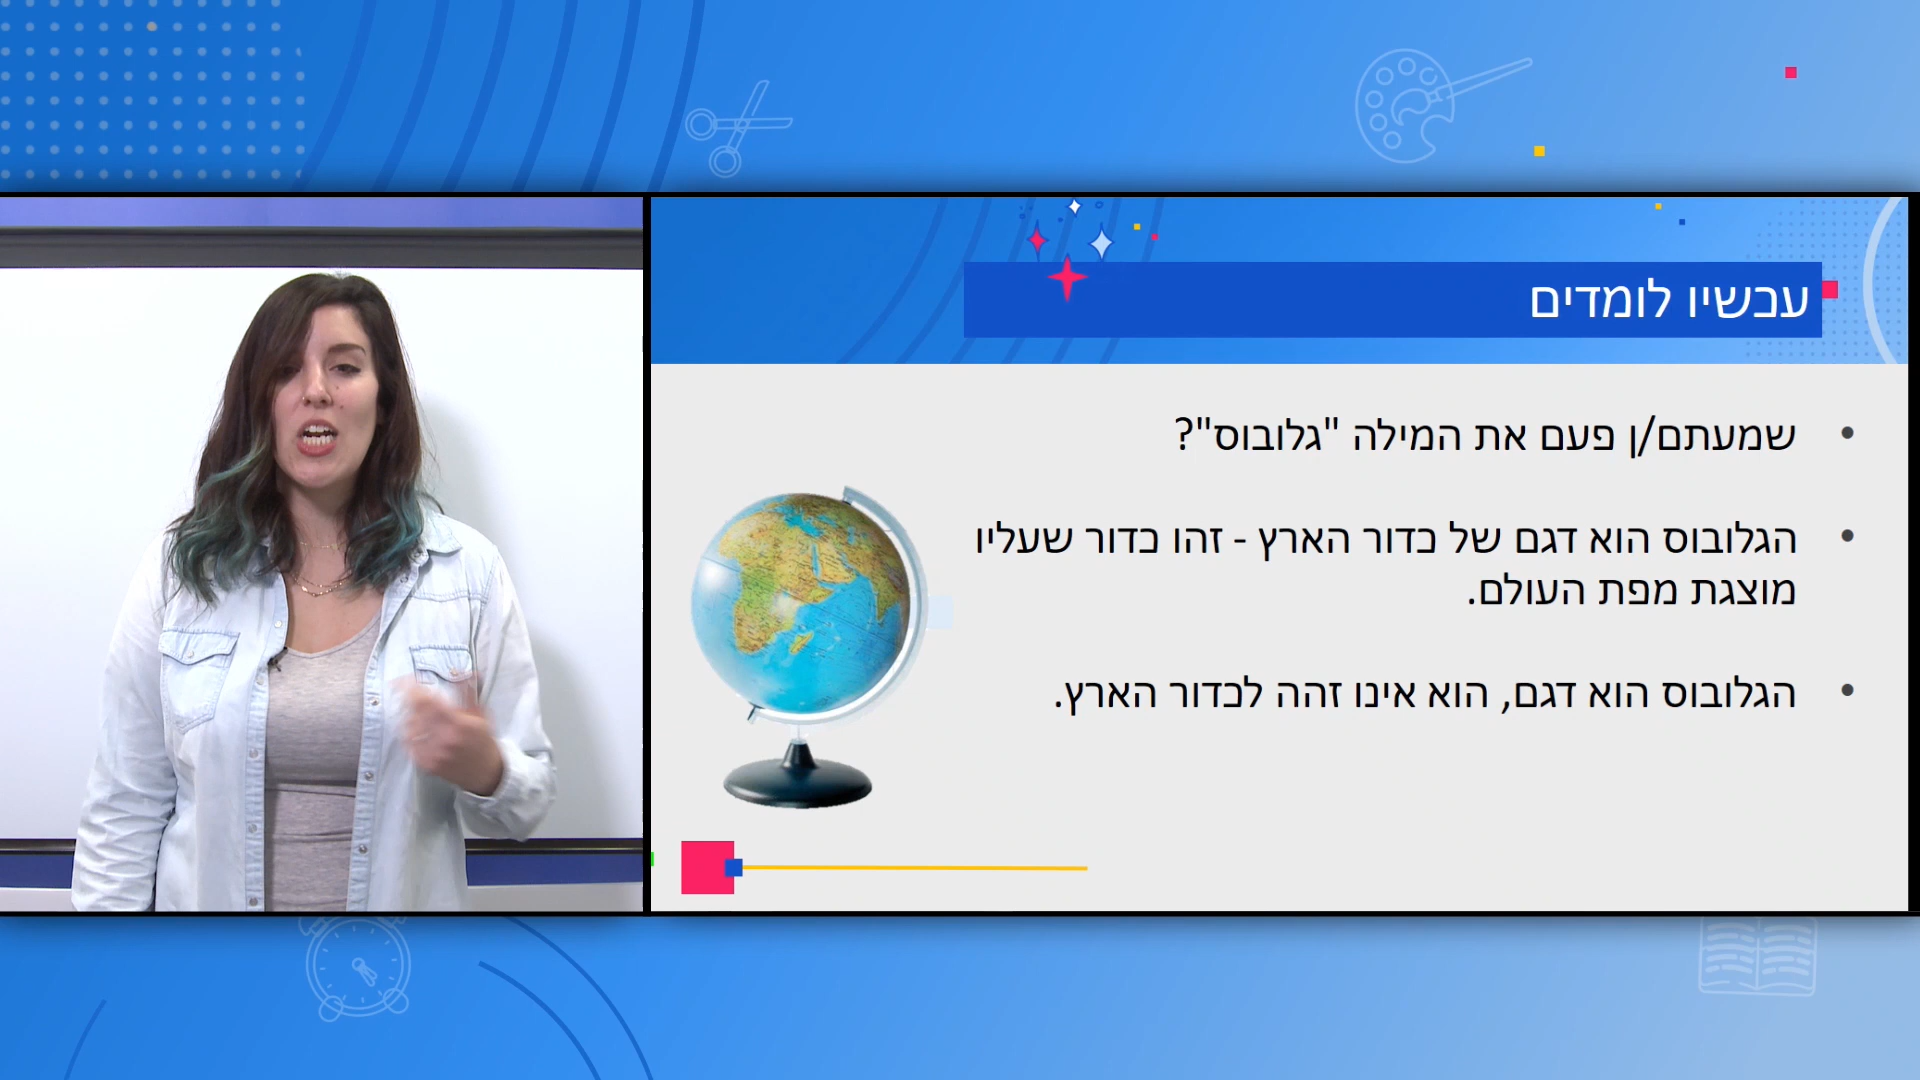 עכשיו לומדים
• שמעתם/ן פעם את המילה "גלובוס"?
• הגלובוס הוא דגם של כדור הארץ - זהו כדור שעליו
מוצגת מפת העולם.
• הגלובוס הוא דגם, הוא אינו זהה לכדור הארץ.